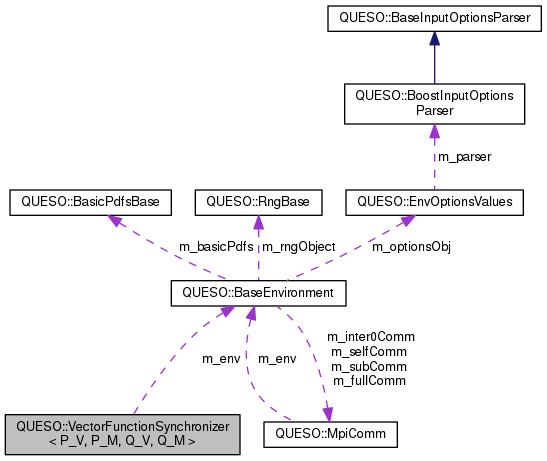 QUESO::BaseInputOptionsParser
QUESO::BoostInputOptions
Parser
m_parser
QUESO::BasicPdfsBase
QUESO::RngBase
QUESO::EnvOptionsValues
m_basicPdfs
m_rngObject
m_optionsObj
QUESO::BaseEnvironment
m_env
m_env
m_inter0Comm
m_selfComm
m_subComm
m_fullComm
QUESO::VectorFunctionSynchronizer
< P_V, P_M, Q_V, Q_M >
QUESO::MpiComm